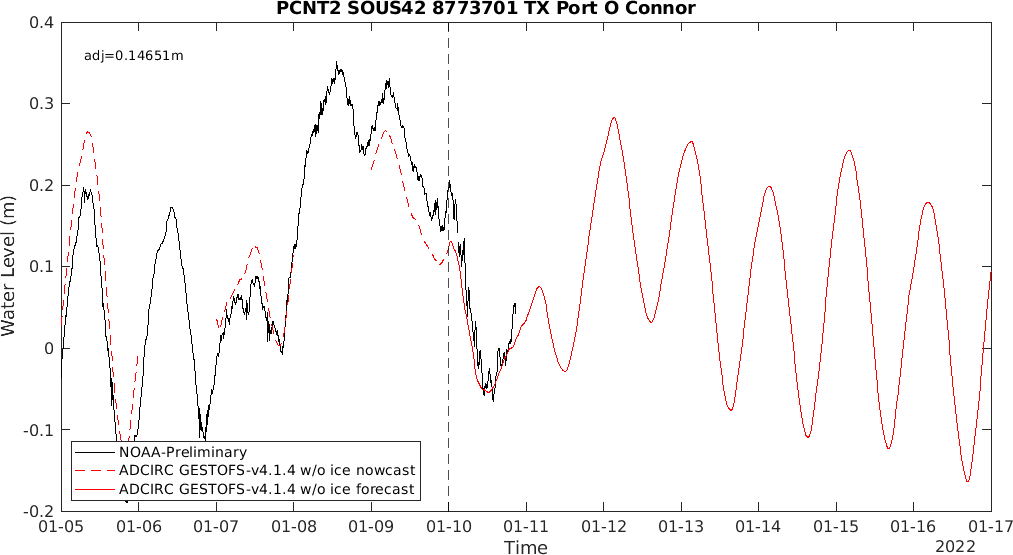 PCNT2 SOUS42 8773701 TX Port O Connor
adj=0.14651m
0.4
0.3
0.2
0.1
0
-0.1
-0.2
Water Level (m)
NOAA-Preliminary
ADCIRC GESTOFS-v4.1.4 w/o ice nowcast
ADCIRC GESTOFS-v4.1.4 w/o ice forecast
01-05 01-06 01-07 01-08 01-09 01-10 01-11 01-12 01-13 01-14 01-15 01-16 01-17
Time
2022